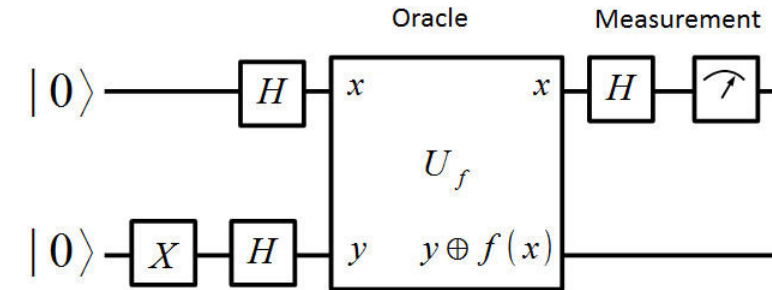 Oracle Measurement
|0⟩ H x x H
U_f
|0⟩ X H y y ⊕ f(x)